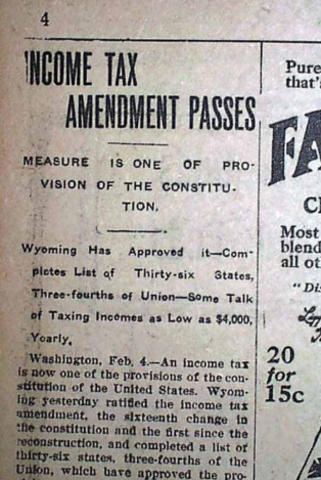 4
INCOME TAX
AMENDMENT PASSES
MEASURE IS ONE OF PRO-
VISION OF THE CONSTITU-
TION.
Wyoming Has Approved it—Com-
pletes List of Thirty-six States,
Three-fourths of Union—Some Talk
of Taxing Incomes as Low as $4,000,
Yearly.
Washington, Feb. 4.—An income tax
is now one of the provisions of the con-
stitution of the United States. Wyom-
ing yesterday ratified the income tax
amendment, the sixteenth change in
the constitution and the first since the
reconstruction, and completed a list of
thirty-six states, three-fourths of the
Union, which have approved the pro-
Pure
that's
FA
C
Most
blend
all ot
"Dis
20
for
15c